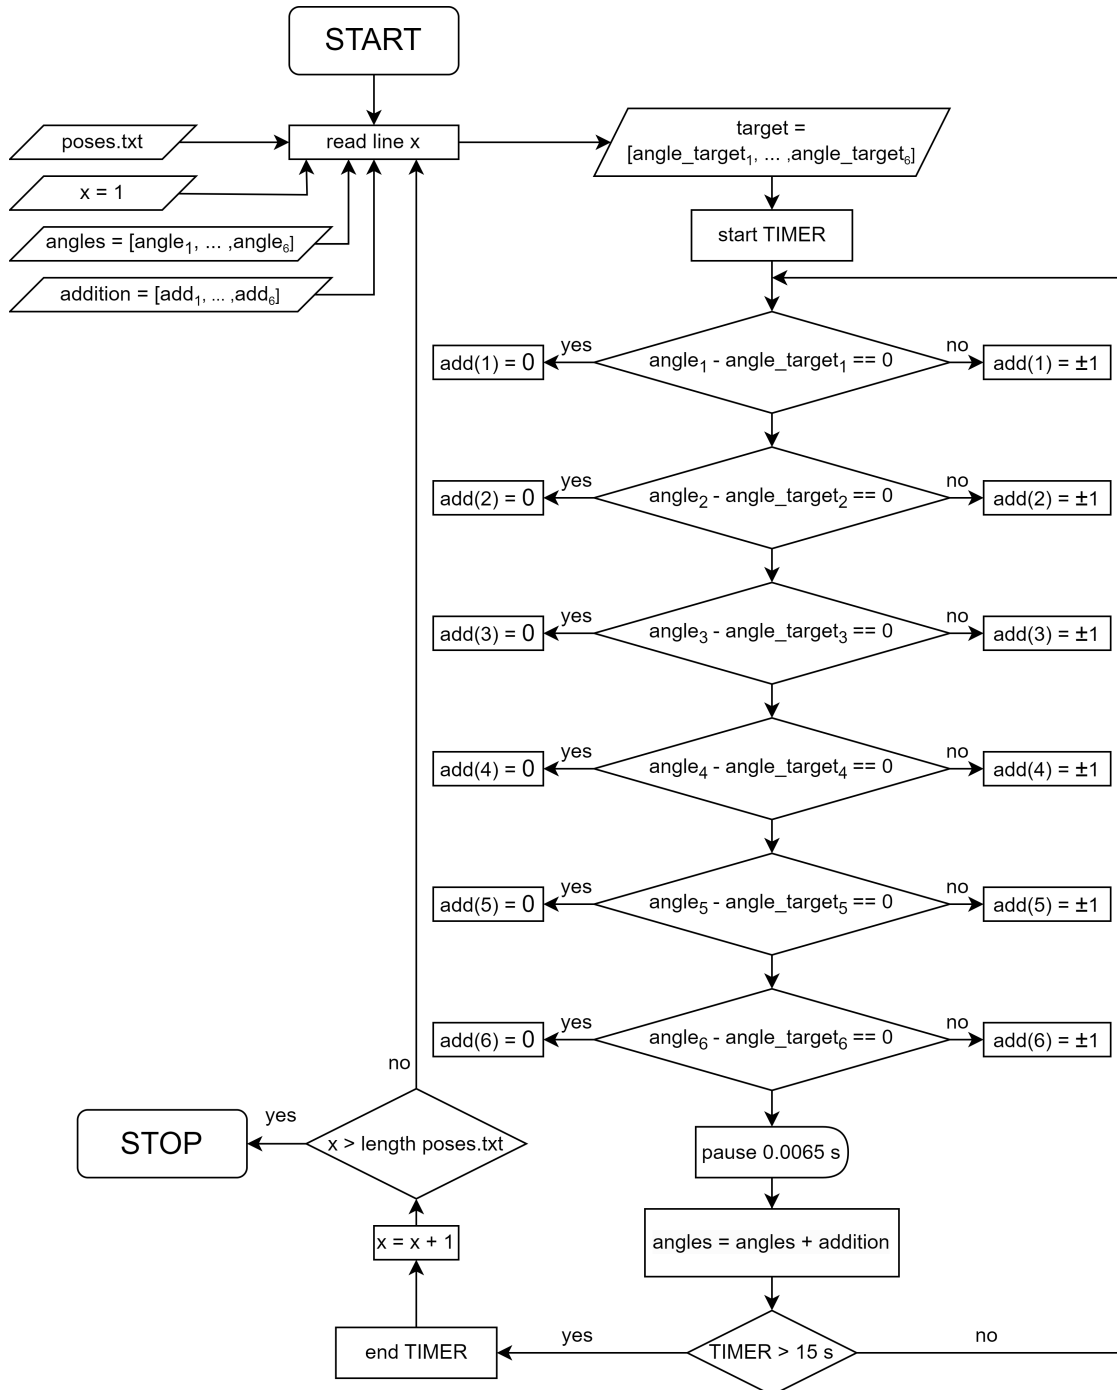 START
poses.txt
read line x
target =
[angle_target₁, ... ,angle_target₆]
x = 1
angles = [angle₁, ... ,angle₆]
addition = [add₁, ... ,add₆]
start TIMER
yes
no
add(1) = 0
angle₁ - angle_target₁ == 0
add(1) = ±1
yes
no
add(2) = 0
angle₂ - angle_target₂ == 0
add(2) = ±1
yes
no
add(3) = 0
angle₃ - angle_target₃ == 0
add(3) = ±1
yes
no
add(4) = 0
angle₄ - angle_target₄ == 0
add(4) = ±1
yes
no
add(5) = 0
angle₅ - angle_target₅ == 0
add(5) = ±1
yes
no
add(6) = 0
angle₆ - angle_target₆ == 0
add(6) = ±1
no
yes
STOP
x > length poses.txt
pause 0.0065 s
x = x + 1
angles = angles + addition
yes
no
end TIMER
TIMER > 15 s